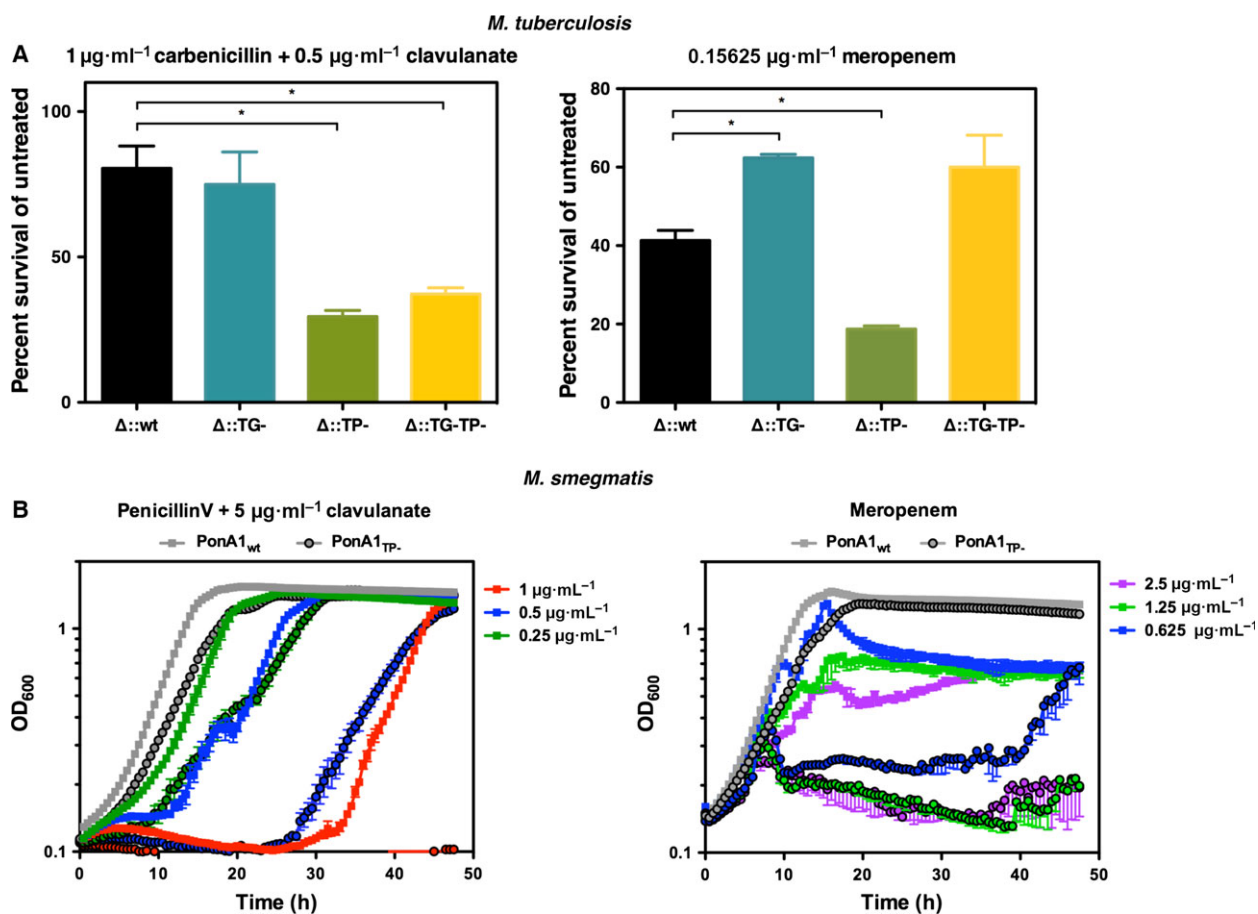 M. tuberculosis
A
1 µg·ml⁻¹ carbenicillin + 0.5 µg·ml⁻¹ clavulanate
Percent survival of untreated
100
50
0
*
*
Δ::wt Δ::TG- Δ::TP- Δ::TG-TP-
0.15625 µg·ml⁻¹ meropenem
Percent survival of untreated
80
60
40
20
0
*
*
Δ::wt Δ::TG- Δ::TP- Δ::TG-TP-
M. smegmatis
B
PenicillinV + 5 µg·ml⁻¹ clavulanate
PonA1wt PonA1TP-
OD600
1
0.1
0 10 20 30 40 50
Time (h)
1 µg·mL⁻¹
0.5 µg·mL⁻¹
0.25 µg·mL⁻¹
Meropenem
PonA1wt PonA1TP-
OD600
1
0.1
0 10 20 30 40 50
Time (h)
2.5 µg·mL⁻¹
1.25 µg·mL⁻¹
0.625 µg·mL⁻¹